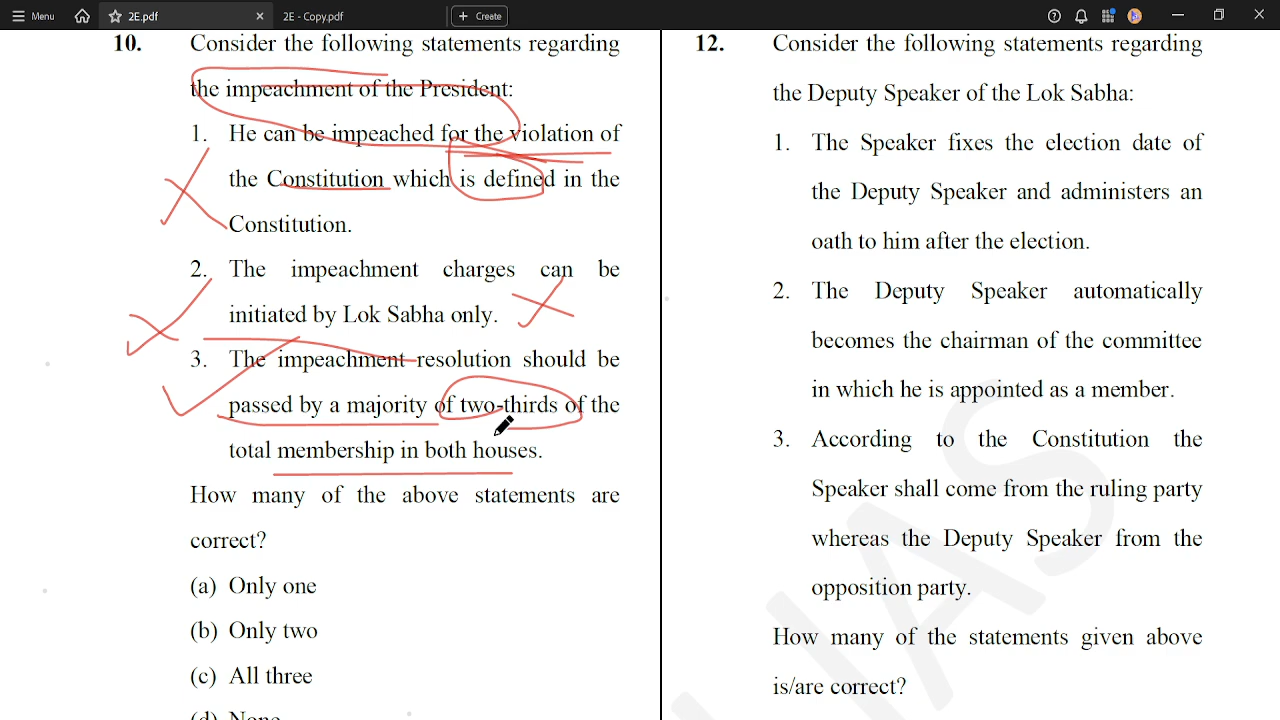 Menu
2E.pdf
2E - Copy.pdf
Create
10. Consider the following statements regarding
the impeachment of the President:
1. He can be impeached for the violation of
the Constitution which is defined in the
Constitution.
2. The impeachment charges can be
initiated by Lok Sabha only.
3. The impeachment resolution should be
passed by a majority of two-thirds of the
total membership in both houses.
How many of the above statements are
correct?
(a) Only one
(b) Only two
(c) All three
(d) None
12. Consider the following statements regarding
the Deputy Speaker of the Lok Sabha:
1. The Speaker fixes the election date of
the Deputy Speaker and administers an
oath to him after the election.
2. The Deputy Speaker automatically
becomes the chairman of the committee
in which he is appointed as a member.
3. According to the Constitution the
Speaker shall come from the ruling party
whereas the Deputy Speaker from the
opposition party.
How many of the statements given above
is/are correct?
IAS